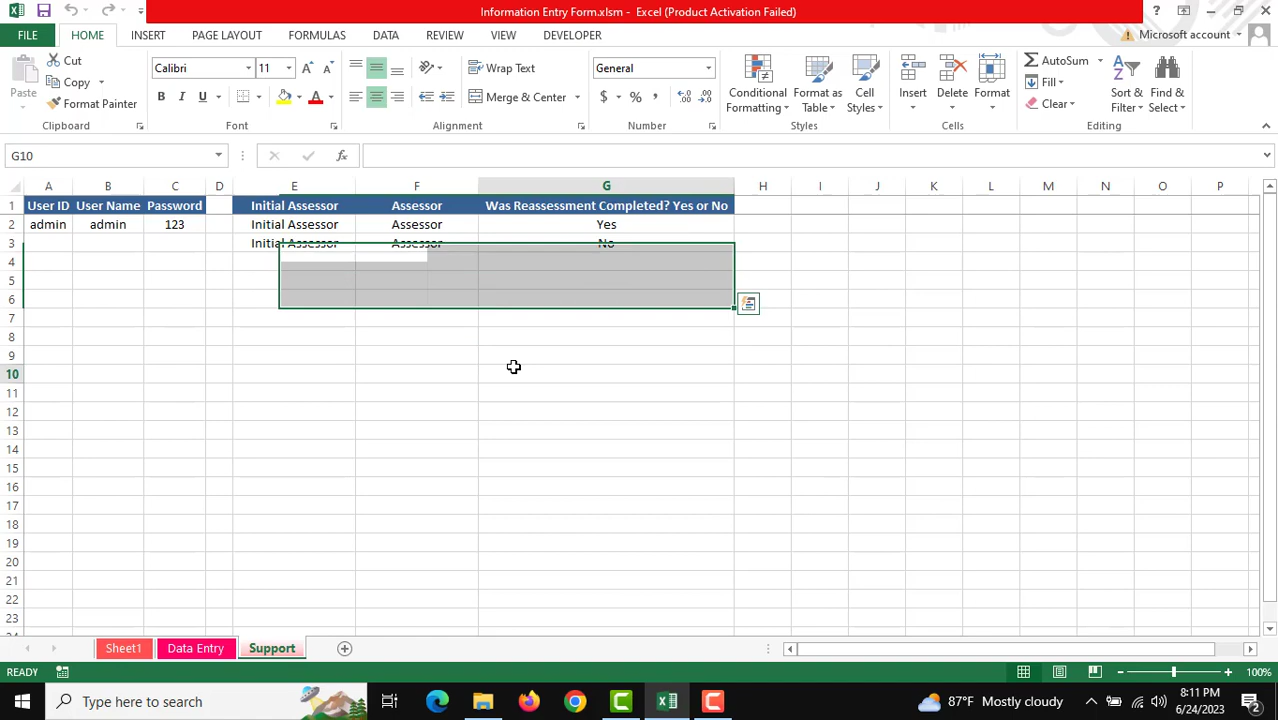 Information Entry Form.xlsm - Excel (Product Activation Failed)
FILE HOME INSERT PAGE LAYOUT FORMULAS DATA REVIEW VIEW DEVELOPER Microsoft account
Paste Cut Copy Format Painter Clipboard
Calibri 11 B I U A Font
Wrap Text Merge & Center Alignment
General $ % , Number
Conditional Formatting Format as Table Cell Styles Styles
Insert Delete Format Cells
AutoSum Fill Clear Sort & Filter Find & Select Editing
G10 fx
A B C D E F G H I J K L M N O P
1 User ID User Name Password Initial Assessor Assessor Was Reassessment Completed? Yes or No
2 admin admin 123 Initial Assessor Assessor Yes
3 Initial Assessor Assessor No
4
5
6
7
8
9
10
11
12
13
14
15
16
17
18
19
20
21
22
23
Sheet1 Data Entry Support
READY 100%
Type here to search 87°F Mostly cloudy 8:11 PM
6/24/2023 2